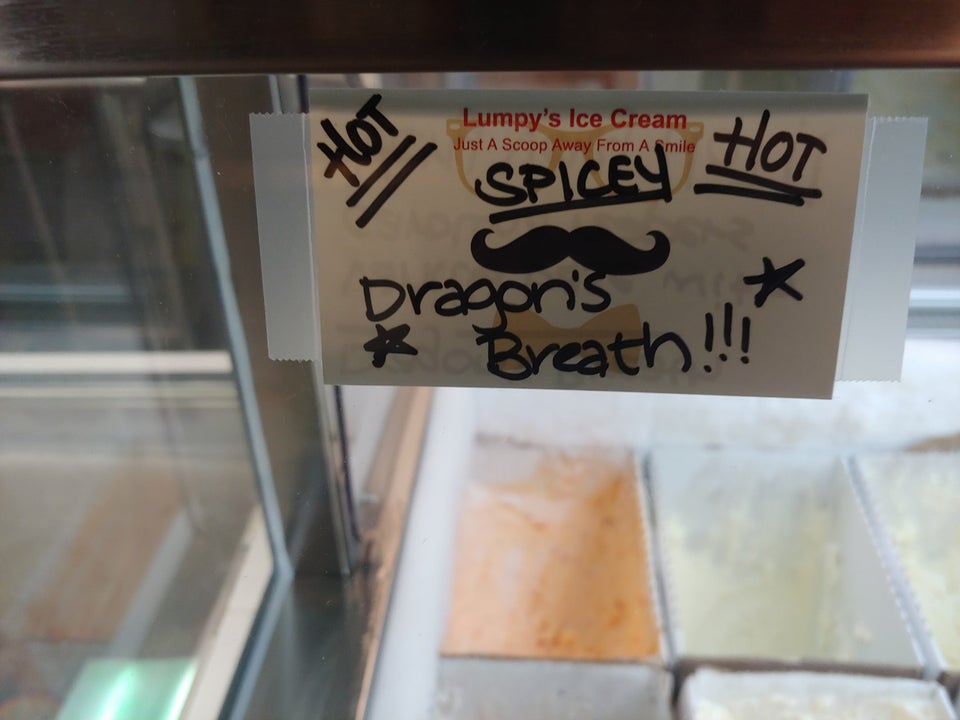 Lumpy's Ice Cream
Just A Scoop Away From A Smile
HOT SPICEY HOT
Dragon's
Breath!!!